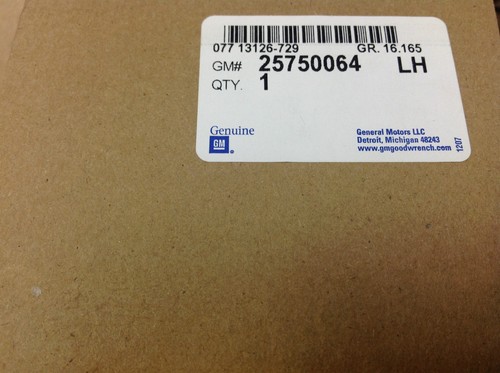 077 13126-729 GR. 16.165
GM# 25750064 LH
QTY. 1
Genuine
GM
General Motors LLC
Detroit, Michigan 48243
www.gmgoodwrench.com
1207